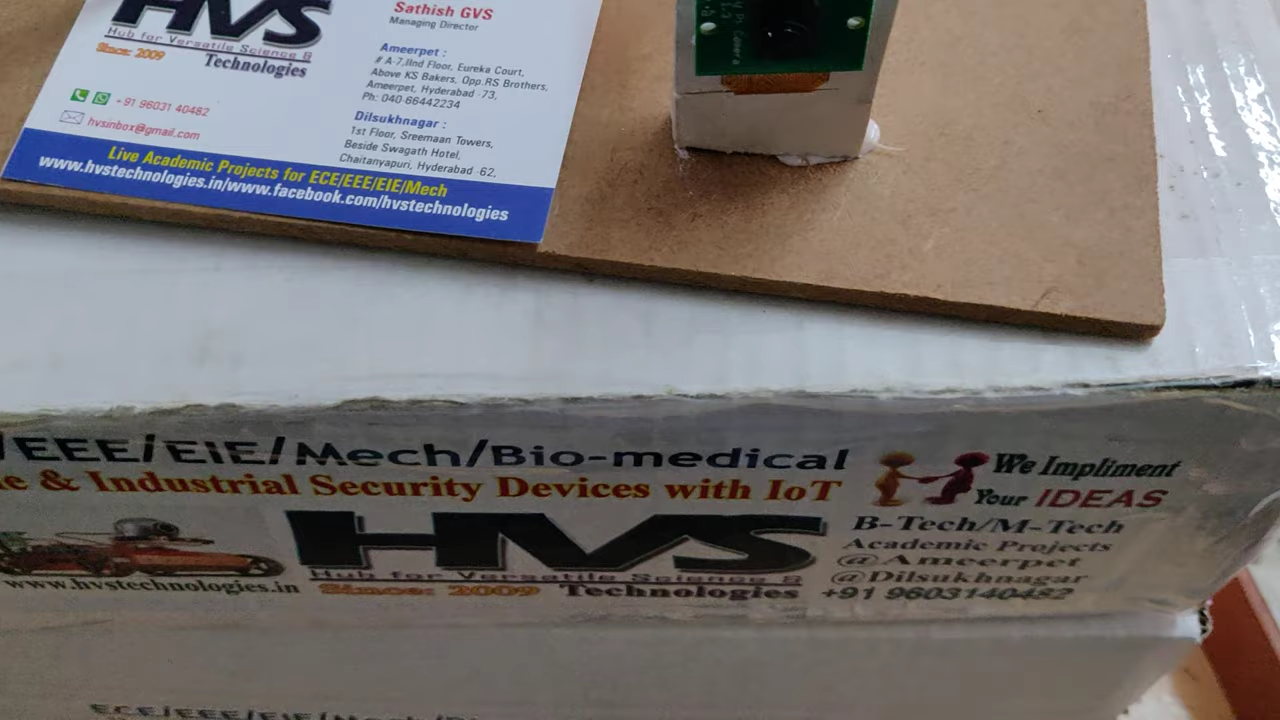 HVS
Hub for Versatile Science &
Since: 2009
Technologies
+91 96031 40482
hvsinbox@gmail.com
Sathish GVS
Managing Director
Ameerpet :
# A-7,IInd Floor, Eureka Court,
Above KS Bakers, Opp.RS Brothers,
Ameerpet, Hyderabad -73,
Ph: 040-66442234
Dilsukhnagar :
1st Floor, Sreemaan Towers,
Beside Swagath Hotel,
Chaitanyapuri, Hyderabad -62,
Live Academic Projects for ECE/EEE/EIE/Mech
www.hvstechnologies.in/www.facebook.com/hvstechnologies
/EEE/EIE/Mech/Bio-medical
& Industrial Security Devices with IoT
We Impliment
Your IDEAS
www.hvstechnologies.in
HVS
Hub for Versatile Science &
Since: 2009 Technologies
B-Tech/M-Tech
Academic Projects
@Ameerpet
@Dilsukhnagar
+91 9603140482